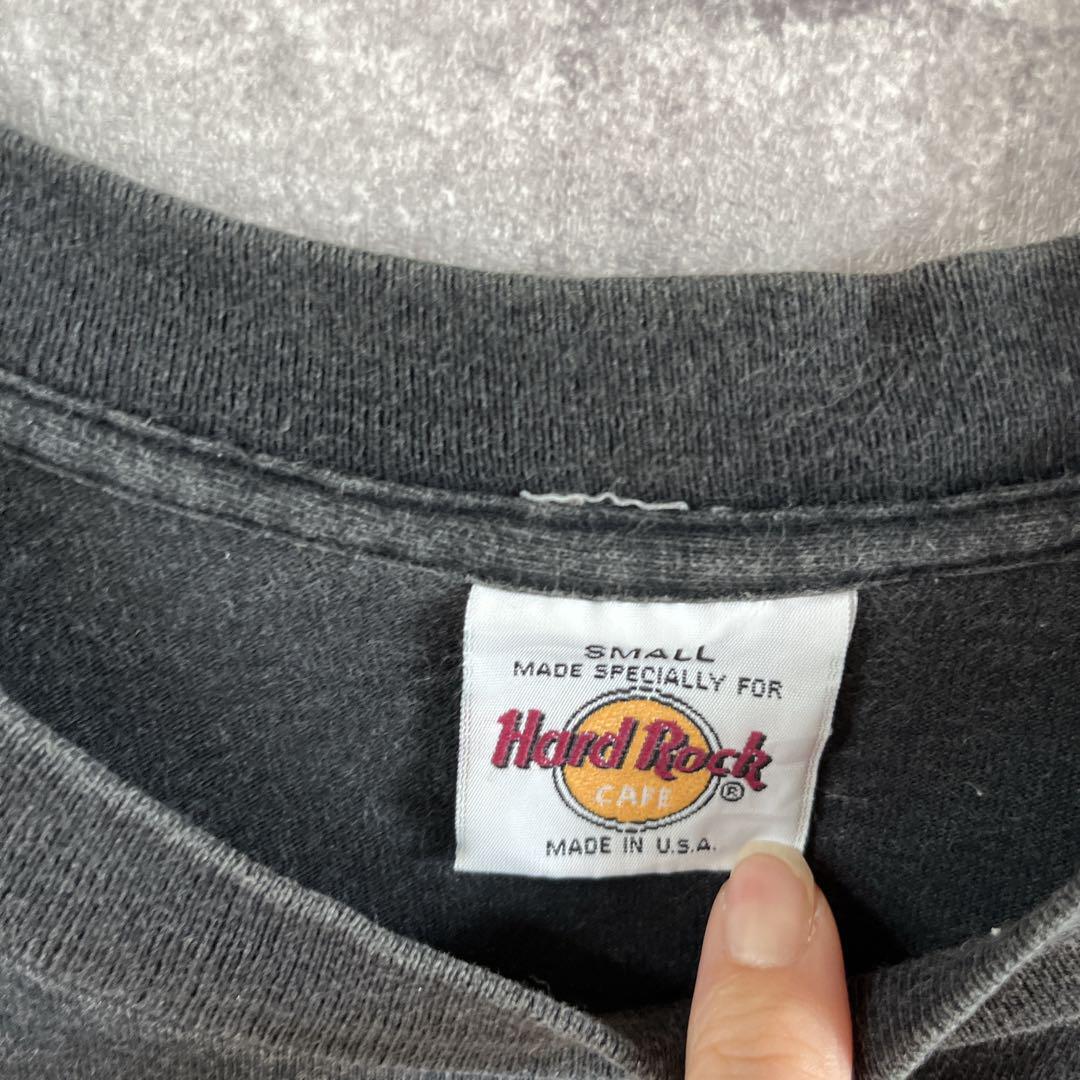 SMALL
MADE SPECIALLY FOR
Hard Rock
CAFE
®
MADE IN U.S.A.